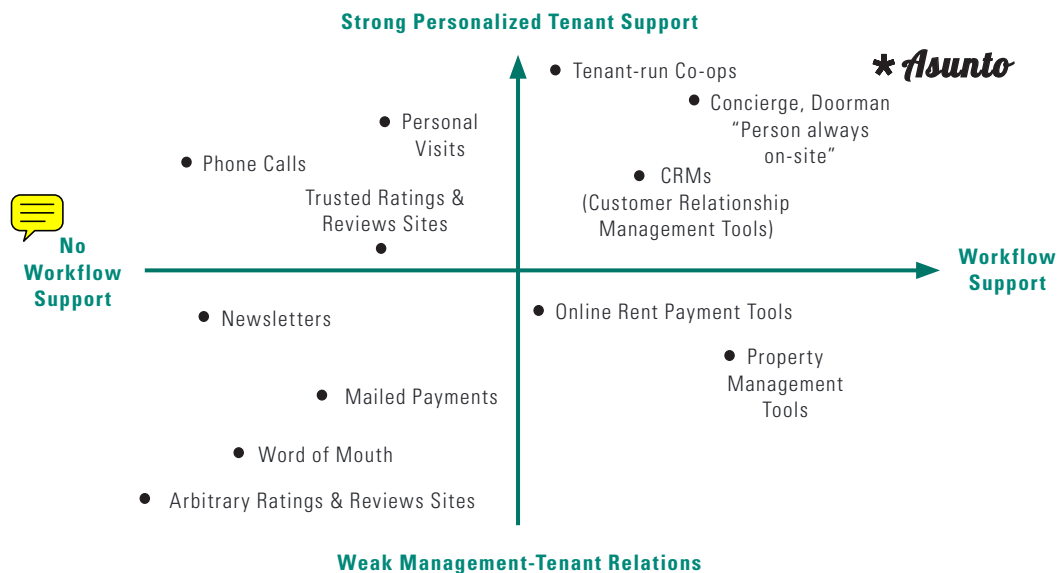 Strong Personalized Tenant Support
Tenant-run Co-ops
* Asunto
Concierge, Doorman
“Person always
on-site”
Personal
Visits
Phone Calls
CRMs
(Customer Relationship
Management Tools)
Trusted Ratings &
Reviews Sites
No
Workflow
Support
Workflow
Support
Newsletters
Online Rent Payment Tools
Property
Management
Tools
Mailed Payments
Word of Mouth
Arbitrary Ratings & Reviews Sites
Weak Management-Tenant Relations